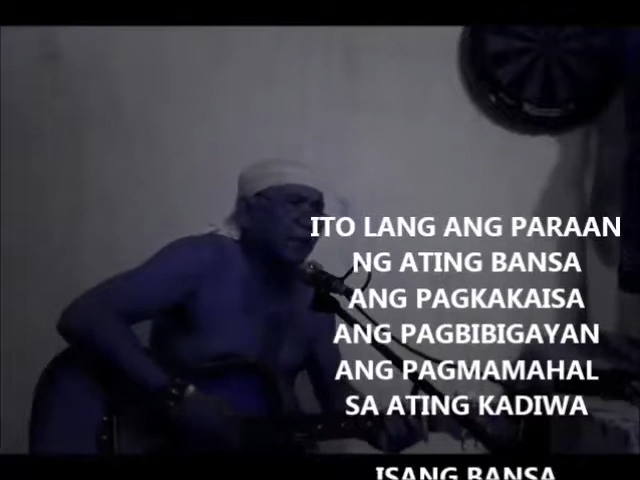 ITO LANG ANG PARAAN
NG ATING BANSA
ANG PAGKAKAISA
ANG PAGBIBIGAYAN
ANG PAGMAMAHAL
SA ATING KADIWA
ISANG BANSA